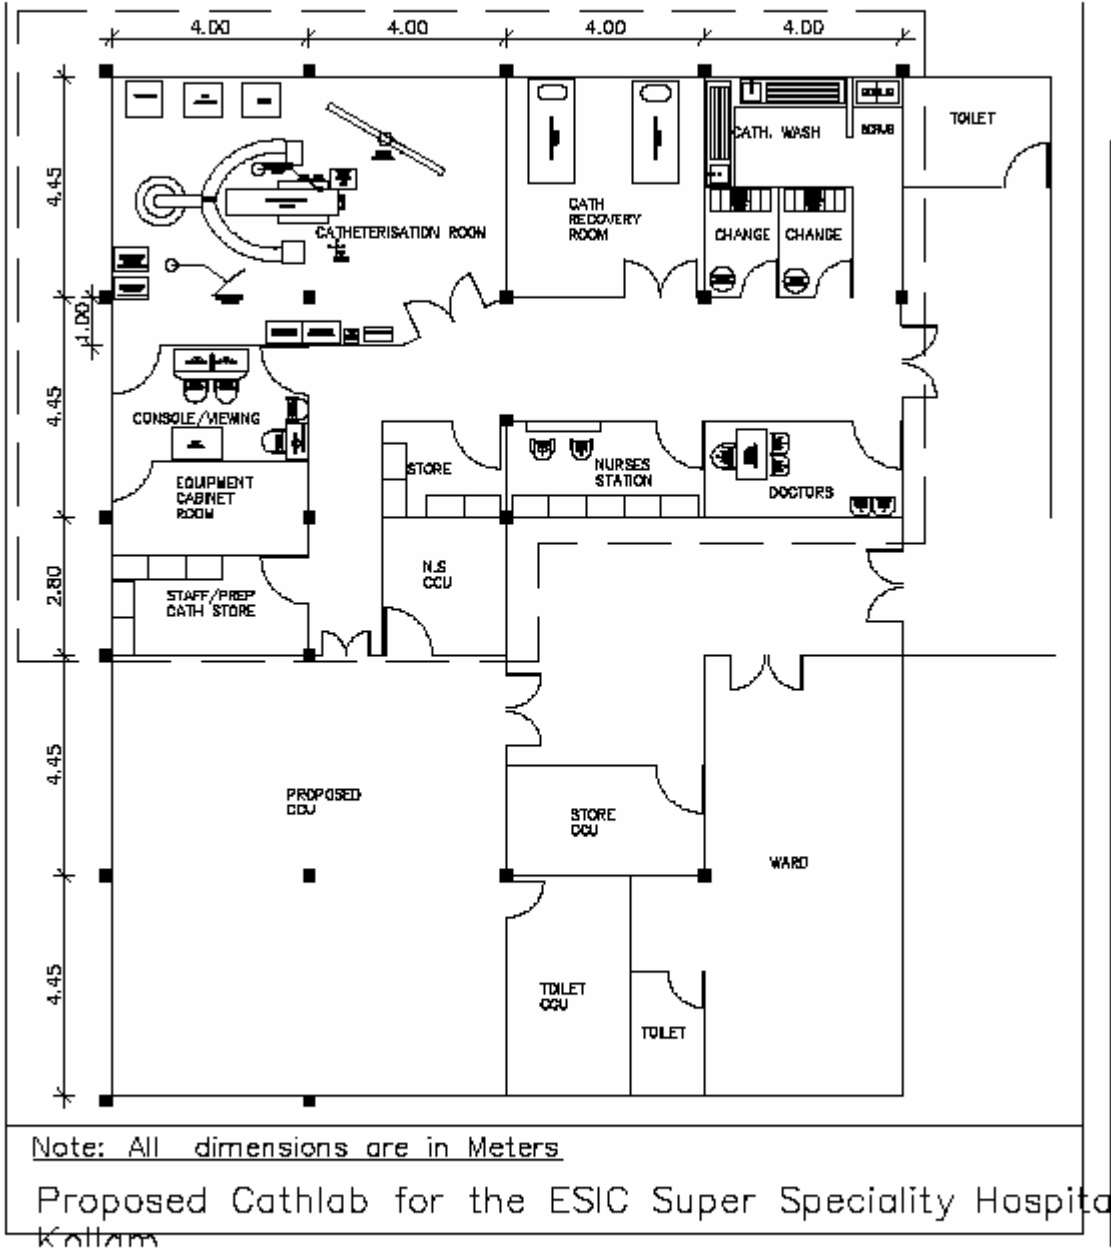 4.00 4.00 4.00 4.00
TOILET
CATH. WASH
SCRUB
4.45
CATH
RECOVERY
ROOM
CATHETERISATION ROOM
CHANGE CHANGE
1.00
4.45
CONSOLE/VIEWING
STORE
NURSES
STATION
DOCTORS
EQUIPMENT
CABINET
ROOM
2.80
N.S
CCU
STAFF/PREP
CATH STORE
4.45
PROPOSED
CCU
STORE
CCU
WARD
4.45
TOILET
CCU
TOILET
Note: All dimensions are in Meters
Proposed Cathlab for the ESIC Super Speciality Hospita
Kollam